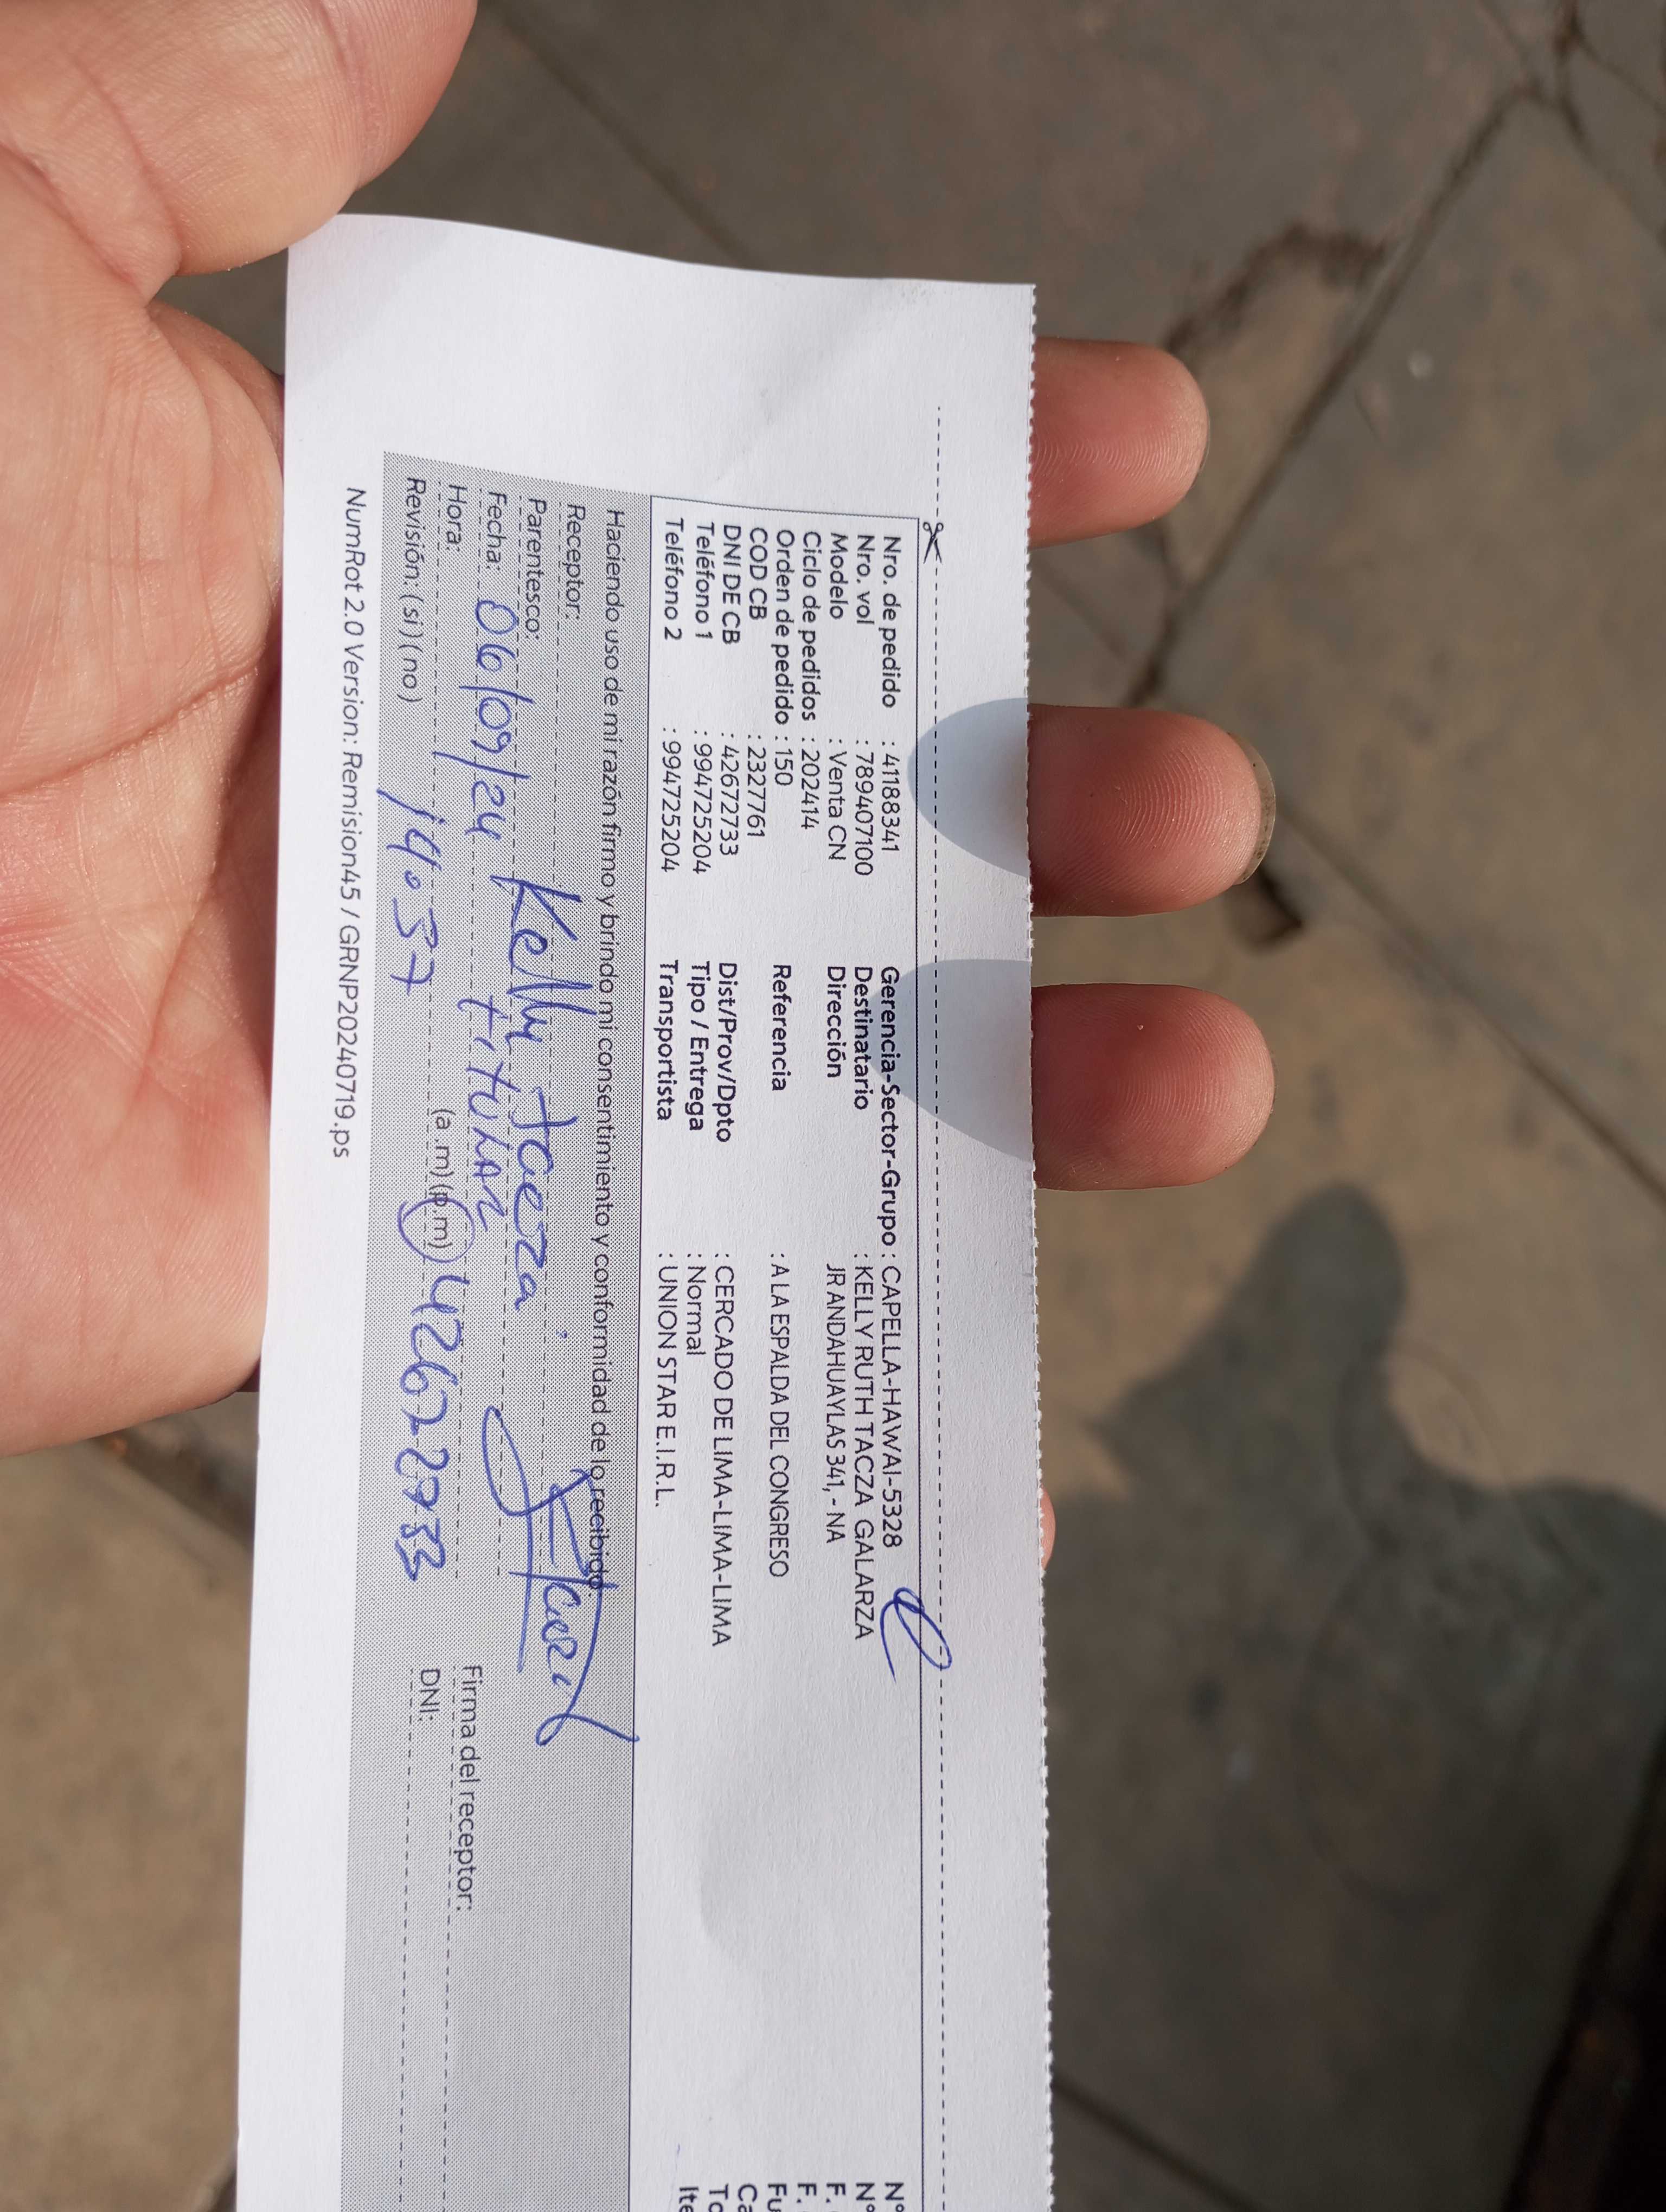 Nro. de pedido : 41188341 Gerencia-Sector-Grupo : CAPELLA-HAWAI-5328 N°
Nro. vol : 789407100 Destinatario : KELLY RUTH TACZA GALARZA N°
Modelo : Venta CN Dirección JR ANDAHUAYLAS 341, - NA F.
Ciclo de pedidos : 202414 F.
Orden de pedido : 150 Referencia : A LA ESPALDA DEL CONGRESO Fu
COD CB : 2327761 Ca
DNI DE CB : 42672733 Dist/Prov/Dpto : CERCADO DE LIMA-LIMA-LIMA To
Teléfono 1 : 994725204 Tipo / Entrega : Normal Ite
Teléfono 2 : 994725204 Transportista : UNION STAR E.I.R.L.
Haciendo uso de mi razón firmo y brindo mi consentimiento y conformidad de lo recibido
Receptor: Kelly Tacza
Parentesco: TITULAR
Fecha: 06/09/24 Firma del receptor:
Hora: 14:37 (a.m)(p.m) DNI:
Revisión: (si) (no)
NumRot 2.0 Version: Remision45 / GRNP20240719.ps